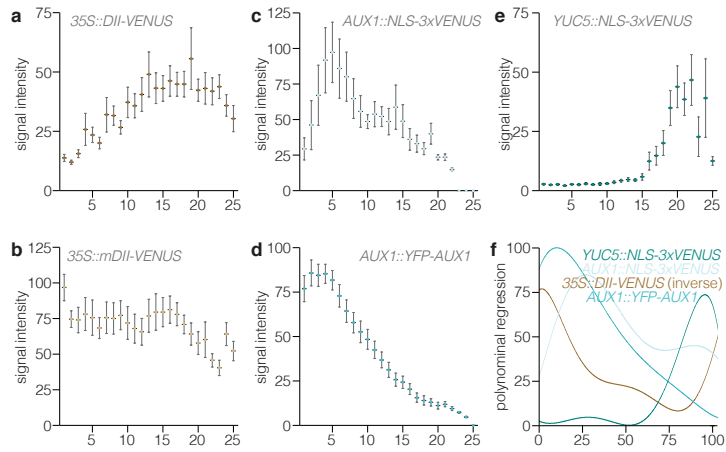 a
35S::DII-VENUS
75
50
25
0
signal intensity
5 10 15 20 25
c
AUX1::NLS-3xVENUS
125
100
75
50
25
0
signal intensity
5 10 15 20 25
e
YUC5::NLS-3xVENUS
75
50
25
0
signal intensity
5 10 15 20 25
b
35S::mDII-VENUS
125
100
75
50
25
0
signal intensity
5 10 15 20 25
d
AUX1::YFP-AUX1
100
75
50
25
0
signal intensity
5 10 15 20 25
f
YUC5::NLS-3xVENUS
AUX1::NLS-3xVENUS
35S::DII-VENUS (inverse)
AUX1::YFP-AUX1
100
75
50
25
0
polynominal regression
0 25 50 75 100